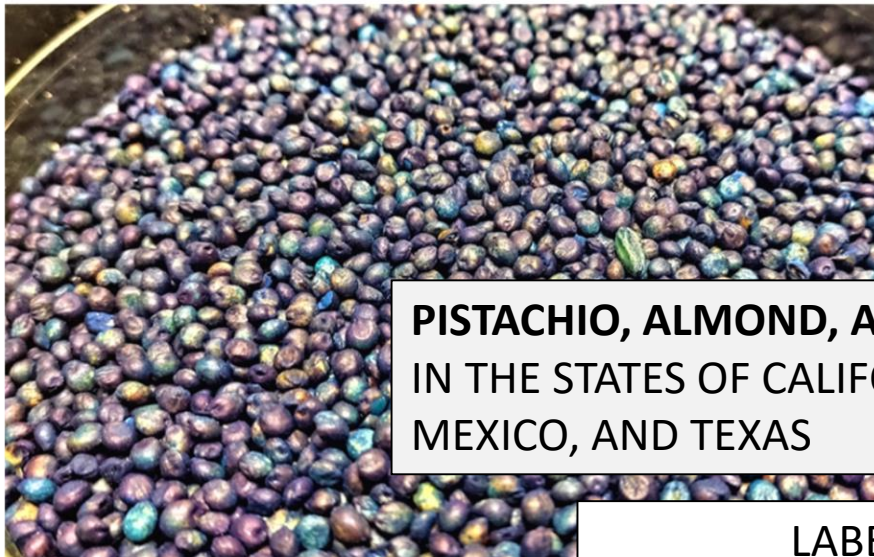 PISTACHIO, ALMOND,
IN THE STATES OF
MEXICO, AND TEXAS